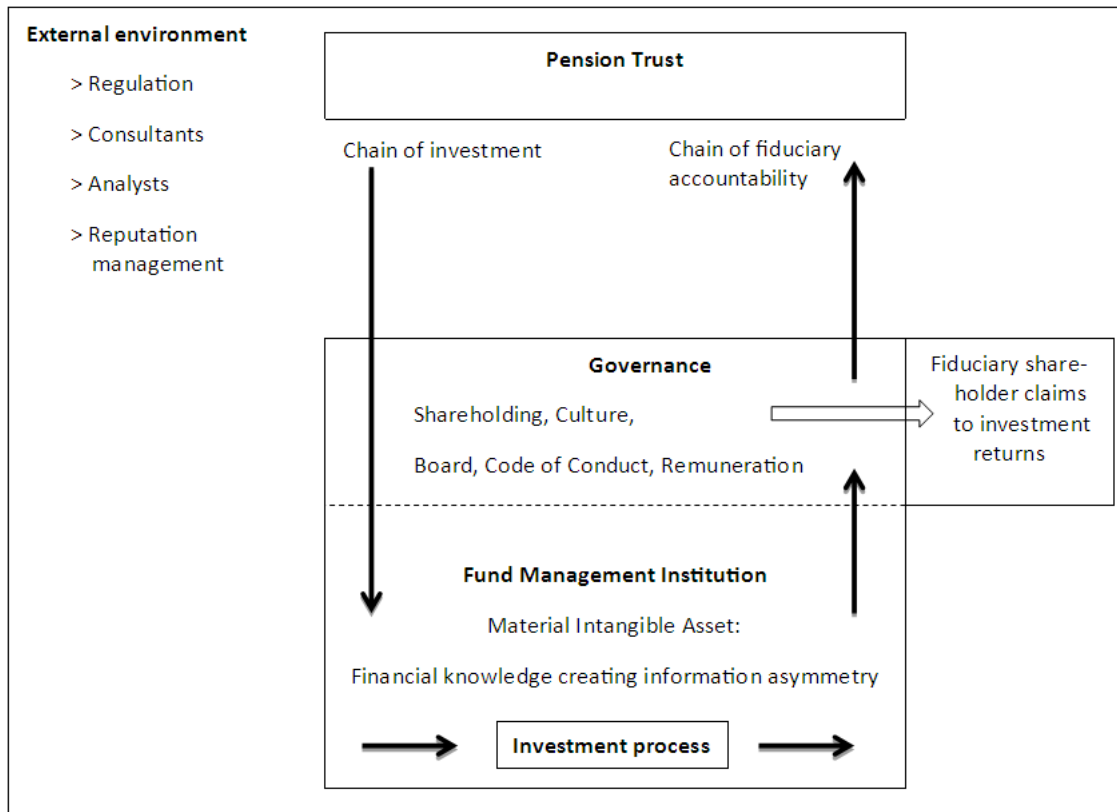 External environment
> Regulation
> Consultants
> Analysts
> Reputation
management
Pension Trust
Chain of investment
Chain of fiduciary
accountability
Governance
Shareholding, Culture,
Board, Code of Conduct, Remuneration
Fiduciary share-
holder claims
to investment
returns
Fund Management Institution
Material Intangible Asset:
Financial knowledge creating information asymmetry
Investment process